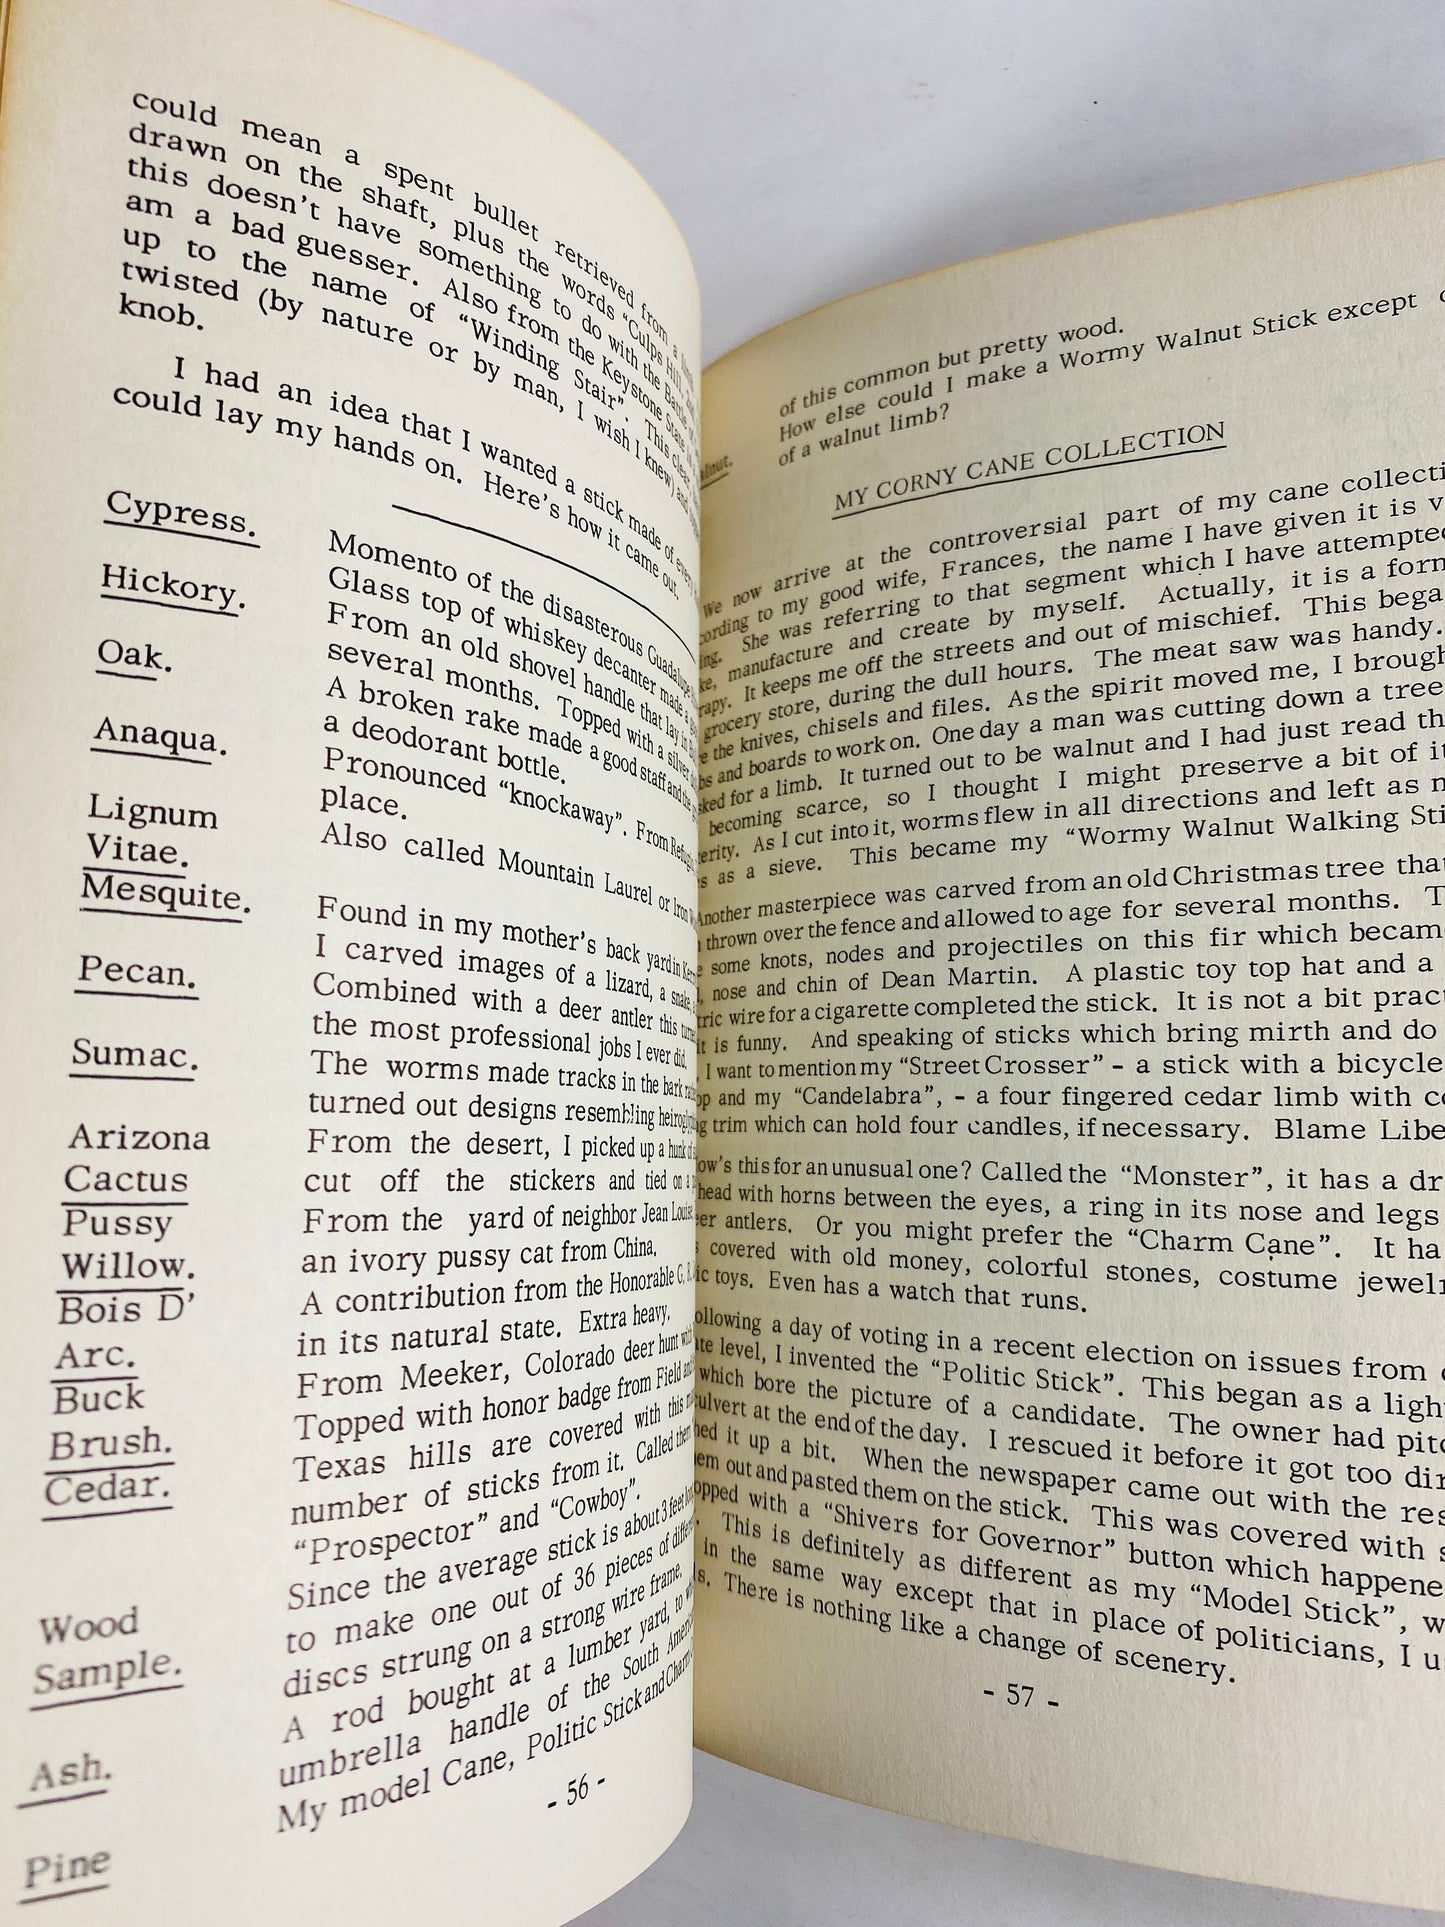 could mean a spent bullet retrieved from a
drawn on the shaft, plus the words "Culps Hill,
this doesn't have something to do with the Battle of
am a bad guesser. Also from the Keystone State
up to the name of "Winding Stair". This clear
twisted (by nature or by man, I wish I knew) and
knob.
I had an idea that I wanted a stick made of every
could lay my hands on. Here's how it came out.
Cypress. Momento of the disasterous Guadalupe
Hickory. Glass top of whiskey decanter made a
Oak. From an old shovel handle that lay in
several months. Topped with a silver
A broken rake made a good staff and the
a deodorant bottle.
Anaqua. Pronounced "knockaway". From Refugio
place.
Lignum Also called Mountain Laurel or Iron
Vitae.
Mesquite. Found in my mother's back yard in
I carved images of a lizard, a snake,
Pecan. Combined with a deer antler this turned
the most professional jobs I ever did.
Sumac. The worms made tracks in the bark
turned out designs resembling
Arizona From the desert, I picked up a hunk of
Cactus cut off the stickers and tied on a
Pussy From the yard of neighbor Jean Louise
Willow. an ivory pussy cat from China.
Bois D' A contribution from the Honorable G. R.
Arc. in its natural state. Extra heavy.
Buck From Meeker, Colorado deer hunt with
Brush. Topped with honor badge from Field and
Cedar. Texas hills are covered with this
number of sticks from it. Called them
"Prospector" and "Cowboy".
Wood Since the average stick is about 3 feet
Sample. to make one out of 36 pieces of different
discs strung on a strong wire frame.
Ash. A rod bought at a lumber yard, to
umbrella handle of the South
Pine My model Cane, Politic Stick and Charm
- 56 -
of this common but pretty wood.
How else could I make a Wormy Walnut Stick except
of a walnut limb?
MY CORNY CANE COLLECTION
We now arrive at the controversial part of my cane
to my good wife, Frances, the name I have given it is
She was referring to that segment which I have attempted
manufacture and create by myself. Actually, it is a
It keeps me off the streets and out of mischief. This began
grocery store, during the dull hours. The meat saw was handy.
the knives, chisels and files. As the spirit moved me, I brought
and boards to work on. One day a man was cutting down a tree
for a limb. It turned out to be walnut and I had just read
becoming scarce, so I thought I might preserve a bit of it
As I cut into it, worms flew in all directions and left as
as a sieve. This became my "Wormy Walnut Walking
Another masterpiece was carved from an old Christmas tree
thrown over the fence and allowed to age for several months.
some knots, nodes and projectiles on this fir which became
nose and chin of Dean Martin. A plastic toy top hat and a
wire for a cigarette completed the stick. It is not a bit
it is funny. And speaking of sticks which bring mirth and do
I want to mention my "Street Crosser" - a stick with a bicycle
and my "Candelabra", - a four fingered cedar limb with
trim which can hold four candles, if necessary. Blame
this for an unusual one? Called the "Monster", it has a
head with horns between the eyes, a ring in its nose and legs
antlers. Or you might prefer the "Charm Cane". It
covered with old money, colorful stones, costume
toys. Even has a watch that runs.
a day of voting in a recent election on issues from
level, I invented the "Politic Stick". This began as a
which bore the picture of a candidate. The owner had
at the end of the day. I rescued it before it got too
it up a bit. When the newspaper came out with the
out and pasted them on the stick. This was covered with
with a "Shivers for Governor" button which
This is definitely as different as my "Model Stick",
in the same way except that in place of politicians, I
There is nothing like a change of scenery.
- 57 -